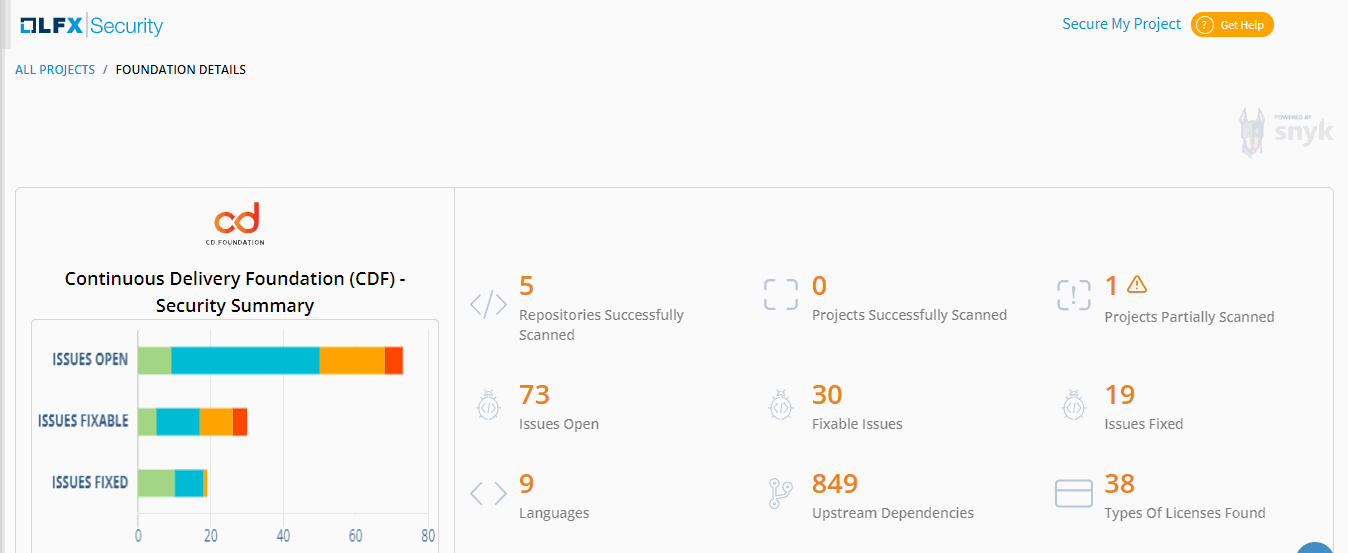 LFX Security
Secure My Project
? Get Help
ALL PROJECTS / FOUNDATION DETAILS
POWERED BY
snyk
cd
CD.FOUNDATION
Continuous Delivery Foundation (CDF) -
Security Summary
ISSUES OPEN
ISSUES FIXABLE
ISSUES FIXED
0 20 40 60 80
5
Repositories Successfully
Scanned
0
Projects Successfully Scanned
1
Projects Partially Scanned
73
Issues Open
30
Fixable Issues
19
Issues Fixed
9
Languages
849
Upstream Dependencies
38
Types Of Licenses Found